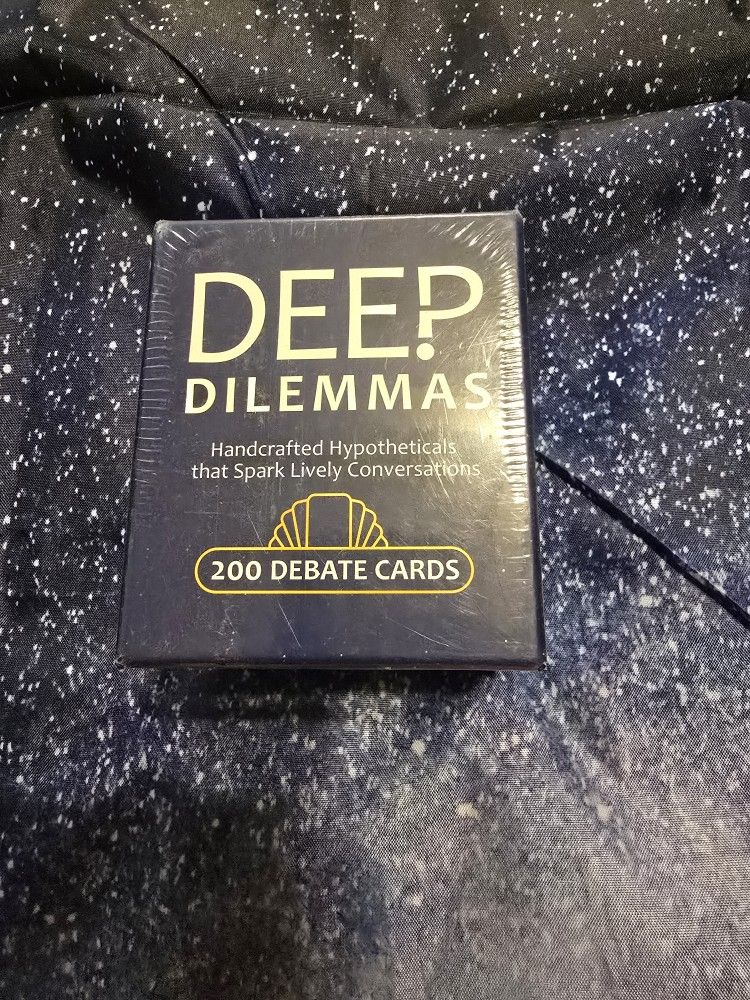 DEEP
DILEMMAS
Handcrafted Hypotheticals
that Spark Lively Conversations
200 DEBATE CARDS